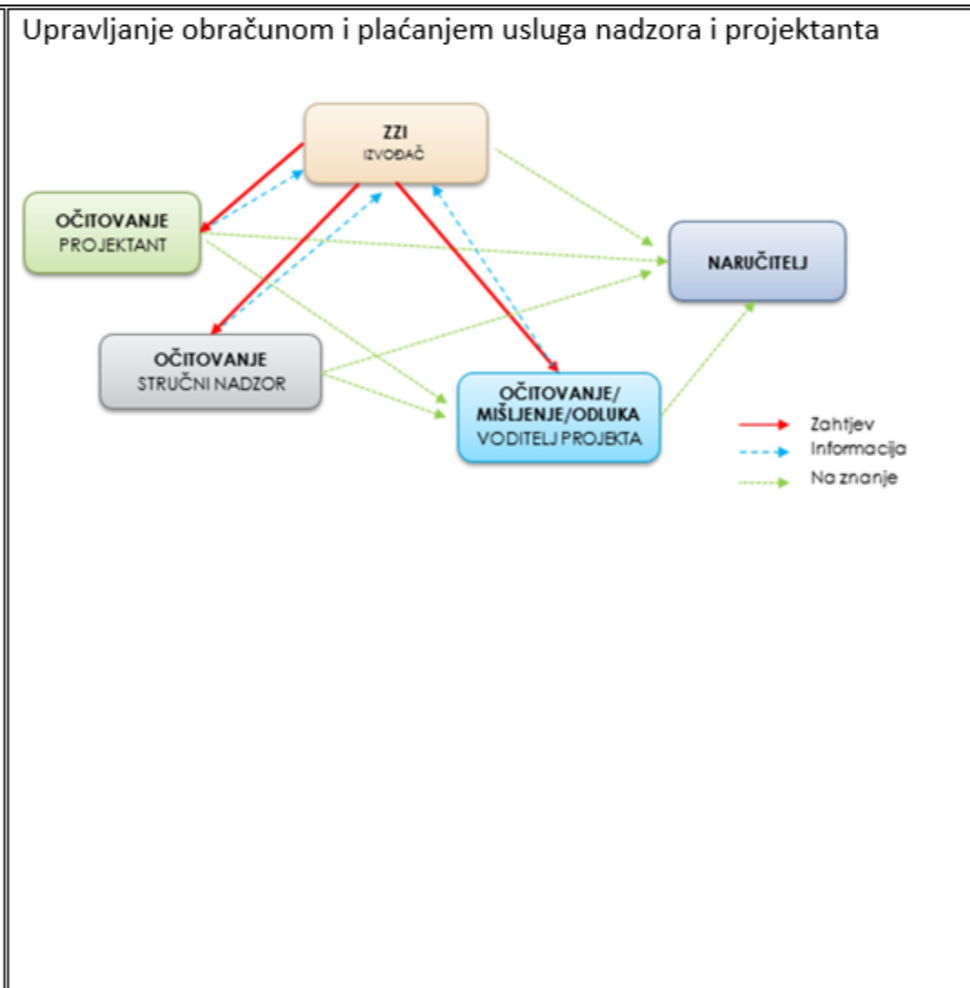 Upravljanje obračunom i plaćanjem usluga nadzora i projektanta
ZZI
IZVOĐAČ
OČITOVANJE
PROJEKTANT
NARUČITELJ
OČITOVANJE
STRUČNI NADZOR
OČITOVANJE/
MIŠLJENJE/ODLUKA
VODITELJ PROJEKTA
Zahtjev
Informacija
Na znanje